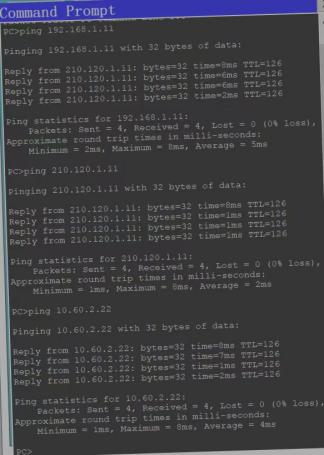 Command Prompt
PC>ping 192.168.1.11
Pinging 192.168.1.11 with 32 bytes of data:
Reply from 210.120.1.11: bytes=32 time=8ms TTL=126
Reply from 210.120.1.11: bytes=32 time=6ms TTL=126
Reply from 210.120.1.11: bytes=32 time=6ms TTL=126
Reply from 210.120.1.11: bytes=32 time=2ms TTL=126
Ping statistics for 192.168.1.11:
Packets: Sent = 4, Received = 4, Lost = 0 (0% loss),
Approximate round trip times in milli-seconds:
Minimum = 2ms, Maximum = 8ms, Average = 5ms
PC>ping 210.120.1.11
Pinging 210.120.1.11 with 32 bytes of data:
Reply from 210.120.1.11: bytes=32 time=8ms TTL=126
Reply from 210.120.1.11: bytes=32 time=1ms TTL=126
Reply from 210.120.1.11: bytes=32 time=1ms TTL=126
Reply from 210.120.1.11: bytes=32 time=1ms TTL=126
Ping statistics for 210.120.1.11:
Packets: Sent = 4, Received = 4, Lost = 0 (0% loss),
Approximate round trip times in milli-seconds:
Minimum = 1ms, Maximum = 8ms, Average = 2ms
PC>ping 10.60.2.22
Pinging 10.60.2.22 with 32 bytes of data:
Reply from 10.60.2.22: bytes=32 time=8ms TTL=126
Reply from 10.60.2.22: bytes=32 time=7ms TTL=126
Reply from 10.60.2.22: bytes=32 time=1ms TTL=126
Reply from 10.60.2.22: bytes=32 time=2ms TTL=126
Ping statistics for 10.60.2.22:
Packets: Sent = 4, Received = 4, Lost = 0 (0% loss),
Approximate round trip times in milli-seconds:
Minimum = 1ms, Maximum = 8ms, Average = 4ms
PC>